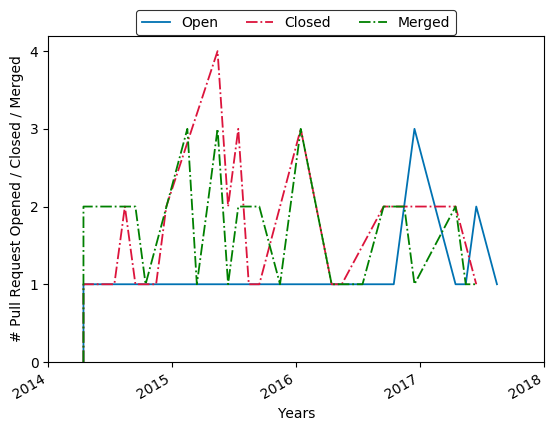 Open Closed Merged
# Pull Request Opened / Closed / Merged
4
3
2
1
0
2014 2015 2016 2017 2018
Years